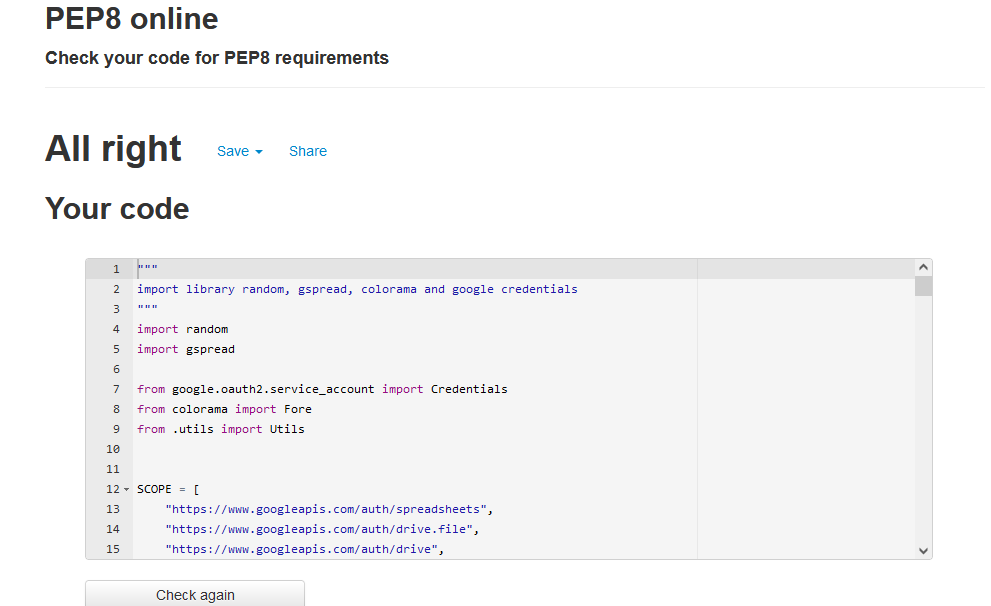 PEP8 online
Check your code for PEP8 requirements
All right Save Share
Your code
1 """
2 import library random, gspread, colorama and google credentials
3 """
4 import random
5 import gspread
6
7 from google.oauth2.service_account import Credentials
8 from colorama import Fore
9 from .utils import Utils
10
11
12 SCOPE = [
13 "https://www.googleapis.com/auth/spreadsheets",
14 "https://www.googleapis.com/auth/drive.file",
15 "https://www.googleapis.com/auth/drive",
Check again